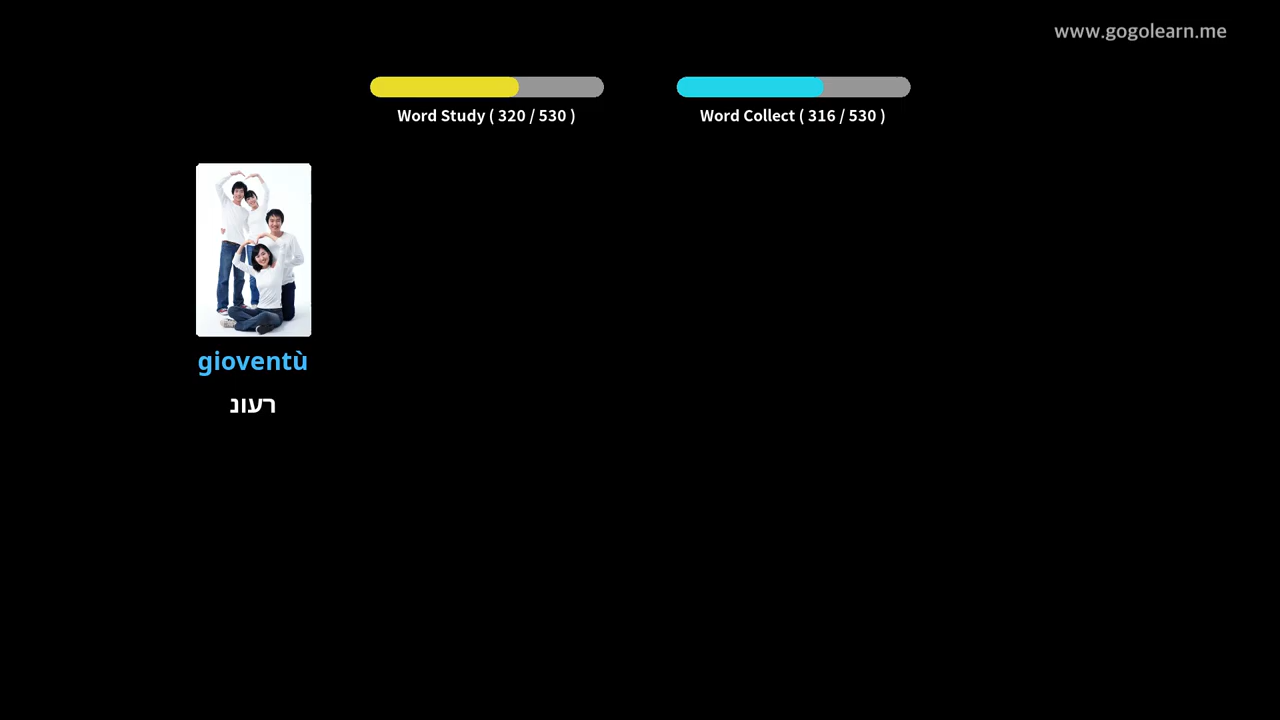 www.gogolearn.me
Word Study ( 320 / 530 )
Word Collect ( 316 / 530 )
gioventù
רעונ